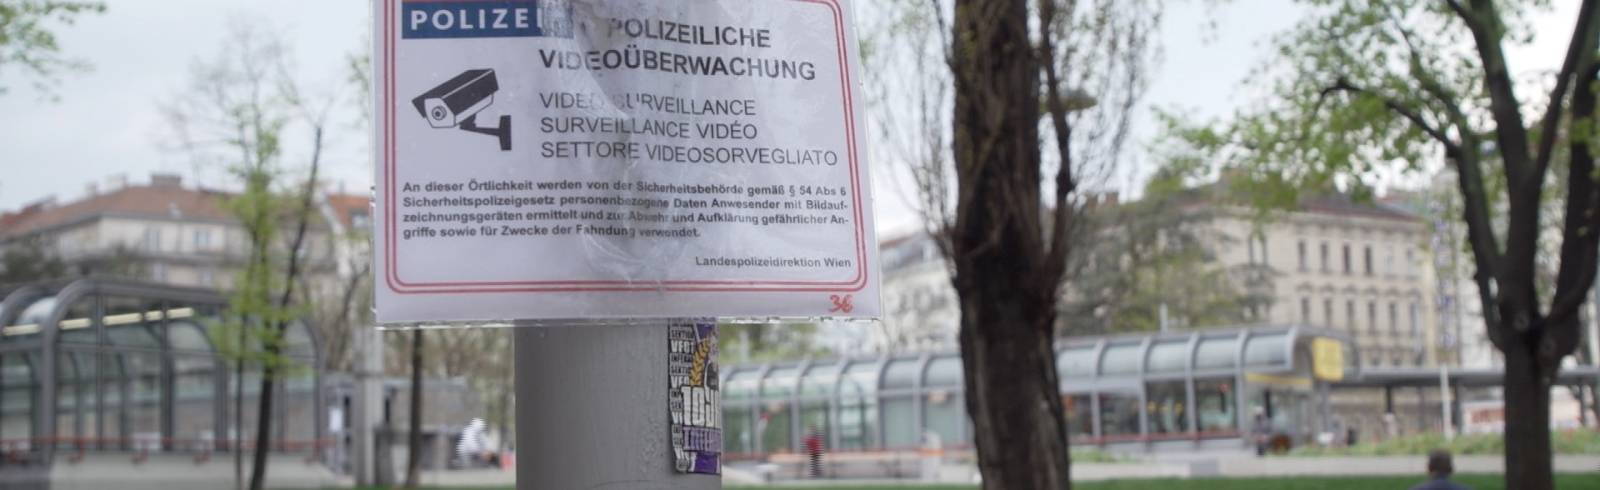 POLIZEI
POLIZEILICHE
VIDEOÜBERWACHUNG
VIDEO SURVEILLANCE
SURVEILLANCE VIDÉO
SETTORE VIDEOSORVEGLIATO
An dieser Örtlichkeit werden von der Sicherheitsbehörde gemäß § 54 Abs 6
Sicherheitspolizeigesetz personenbezogene Daten Anwesender mit Bildauf-
zeichnungsgeräten ermittelt und zur Abwehr und Aufklärung gefährlicher An-
griffe sowie für Zwecke der Fahndung verwendet.
Landespolizeidirektion Wien
36